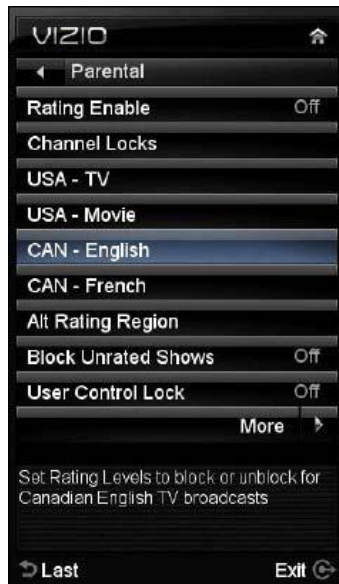 VIZIO
Parental
Rating Enable Off
Channel Locks
USA - TV
USA - Movie
CAN - English
CAN - French
Alt Rating Region
Block Unrated Shows Off
User Control Lock Off
More
Set Rating Levels to block or unblock for
Canadian English TV broadcasts
Last Exit